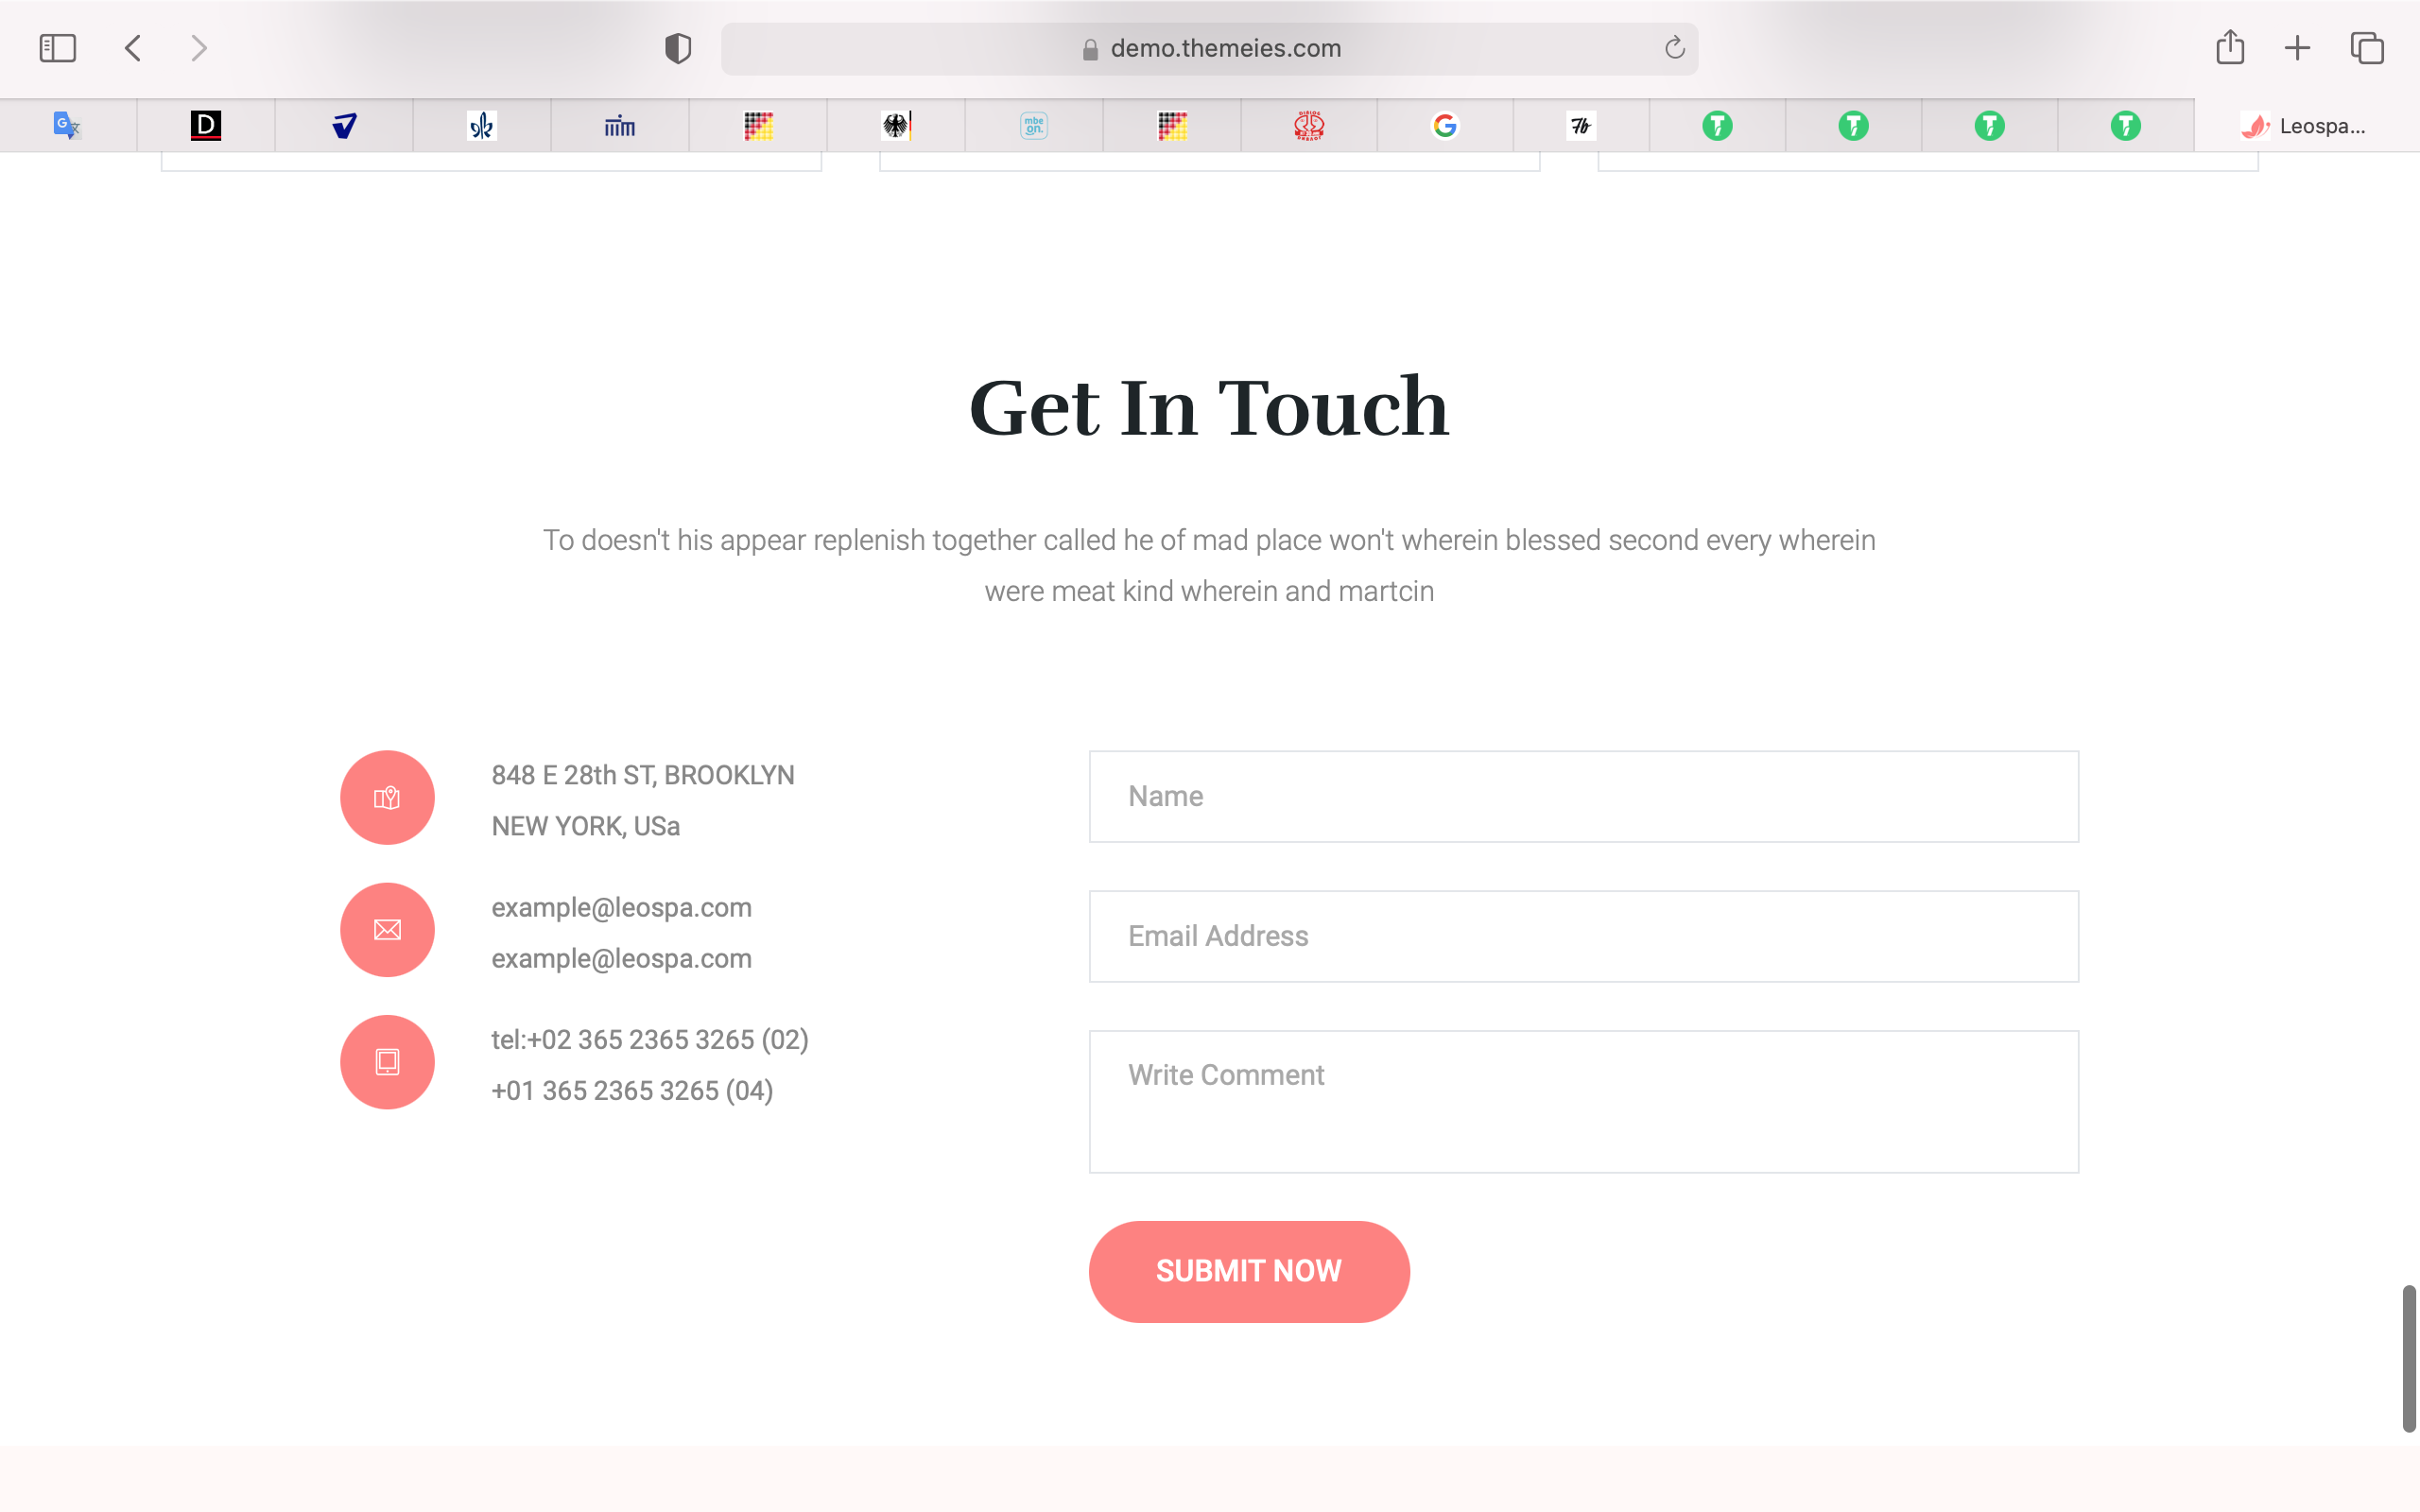 demo.themeies.com
D
mbe
on.
Leospa...
Get In Touch
To doesn't his appear replenish together called he of mad place won't wherein blessed second every wherein
were meat kind wherein and martcin
848 E 28th ST, BROOKLYN
NEW YORK, USa
example@leospa.com
example@leospa.com
tel:+02 365 2365 3265 (02)
+01 365 2365 3265 (04)
Name
Email Address
Write Comment
SUBMIT NOW